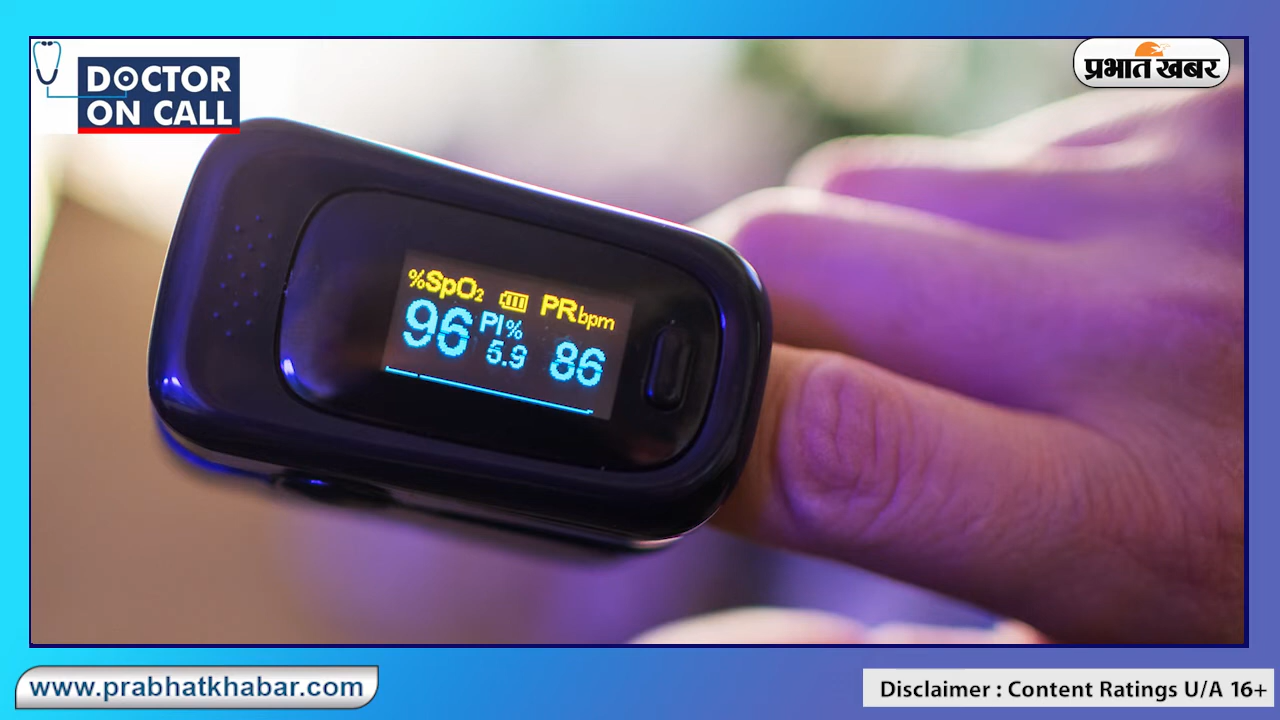 DOCTOR
ON CALL
प्रभात खबर
%SpO₂ PRbpm
96 PI% 5.9 86
www.prabhatkhabar.com
Disclaimer : Content Ratings U/A 16+